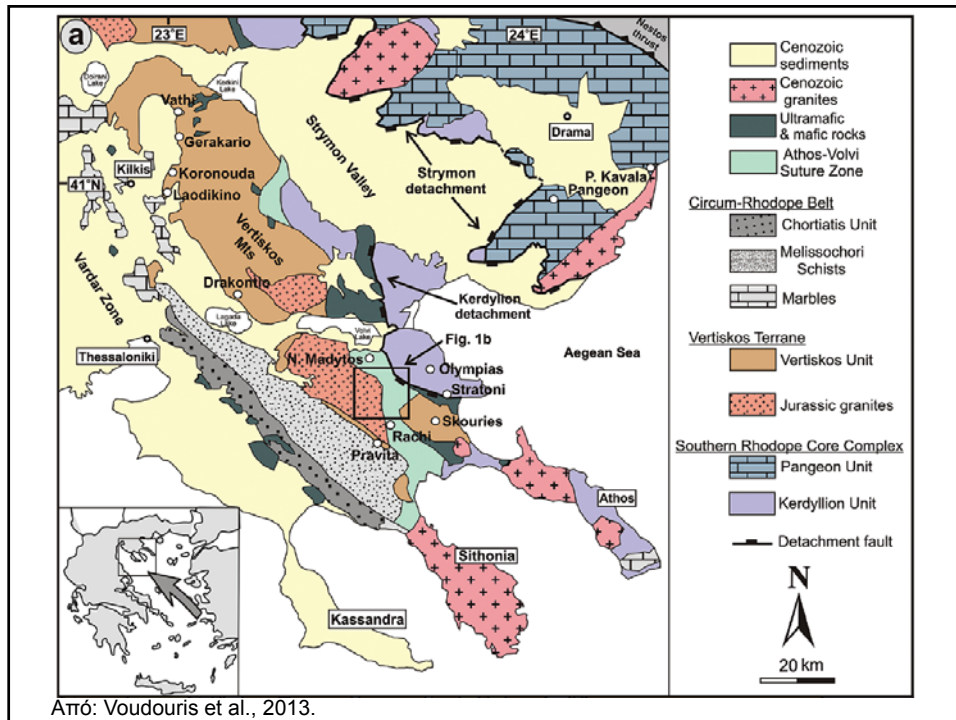 a
23°E
24°E
Nestos
thrust
Doirani
Lake
Kerkini Lake
Vathi
Gerakario
Kilkis
41°N
Koronouda
Laodikino
Strymon Valley
Strymon
detachment
Drama
P. Kavala
Pangeon
Vertiskos
Mts
Vardar Zone
Drakontio
Lagada
Lake
Volvi
Lake
Kerdylion
detachment
Thessaloniki
N. Madytos
Fig. 1b
Olympias
Stratoni
Aegean Sea
Skouries
Rachi
Pravita
Athos
Sithonia
Kassandra
Cenozoic
sediments
Cenozoic
granites
Ultramafic
& mafic rocks
Athos-Volvi
Suture Zone
Circum-Rhodope Belt
Chortiatis Unit
Melissochori
Schists
Marbles
Vertiskos Terrane
Vertiskos Unit
Jurassic granites
Southern Rhodope Core Complex
Pangeon Unit
Kerdyllion Unit
Detachment fault
N
20 km
Από: Voudouris et al., 2013.